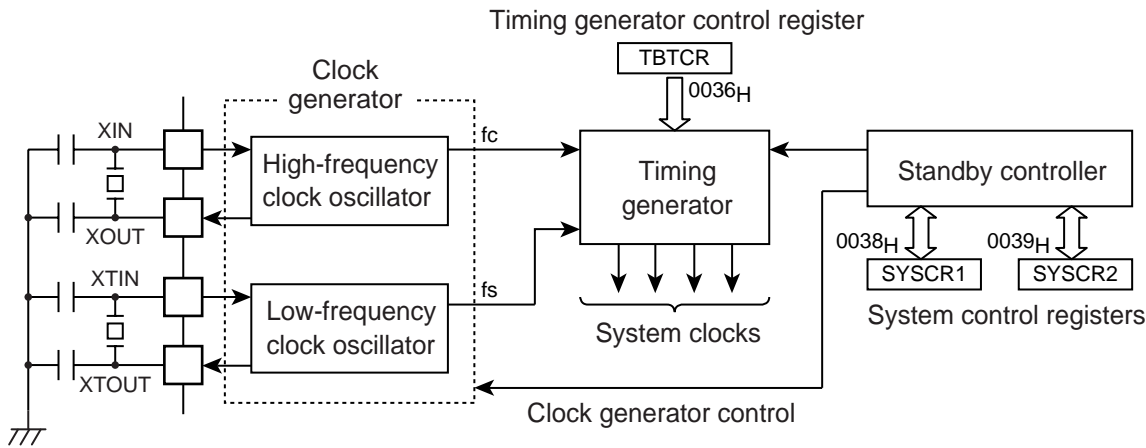 Timing generator control register
TBTCR
0036H
Clock
generator
XIN
High-frequency
clock oscillator
fc
Timing
generator
Standby controller
XOUT
0038H
0039H
SYSCR1
SYSCR2
XTIN
Low-frequency
clock oscillator
fs
System clocks
System control registers
XTOUT
Clock generator control